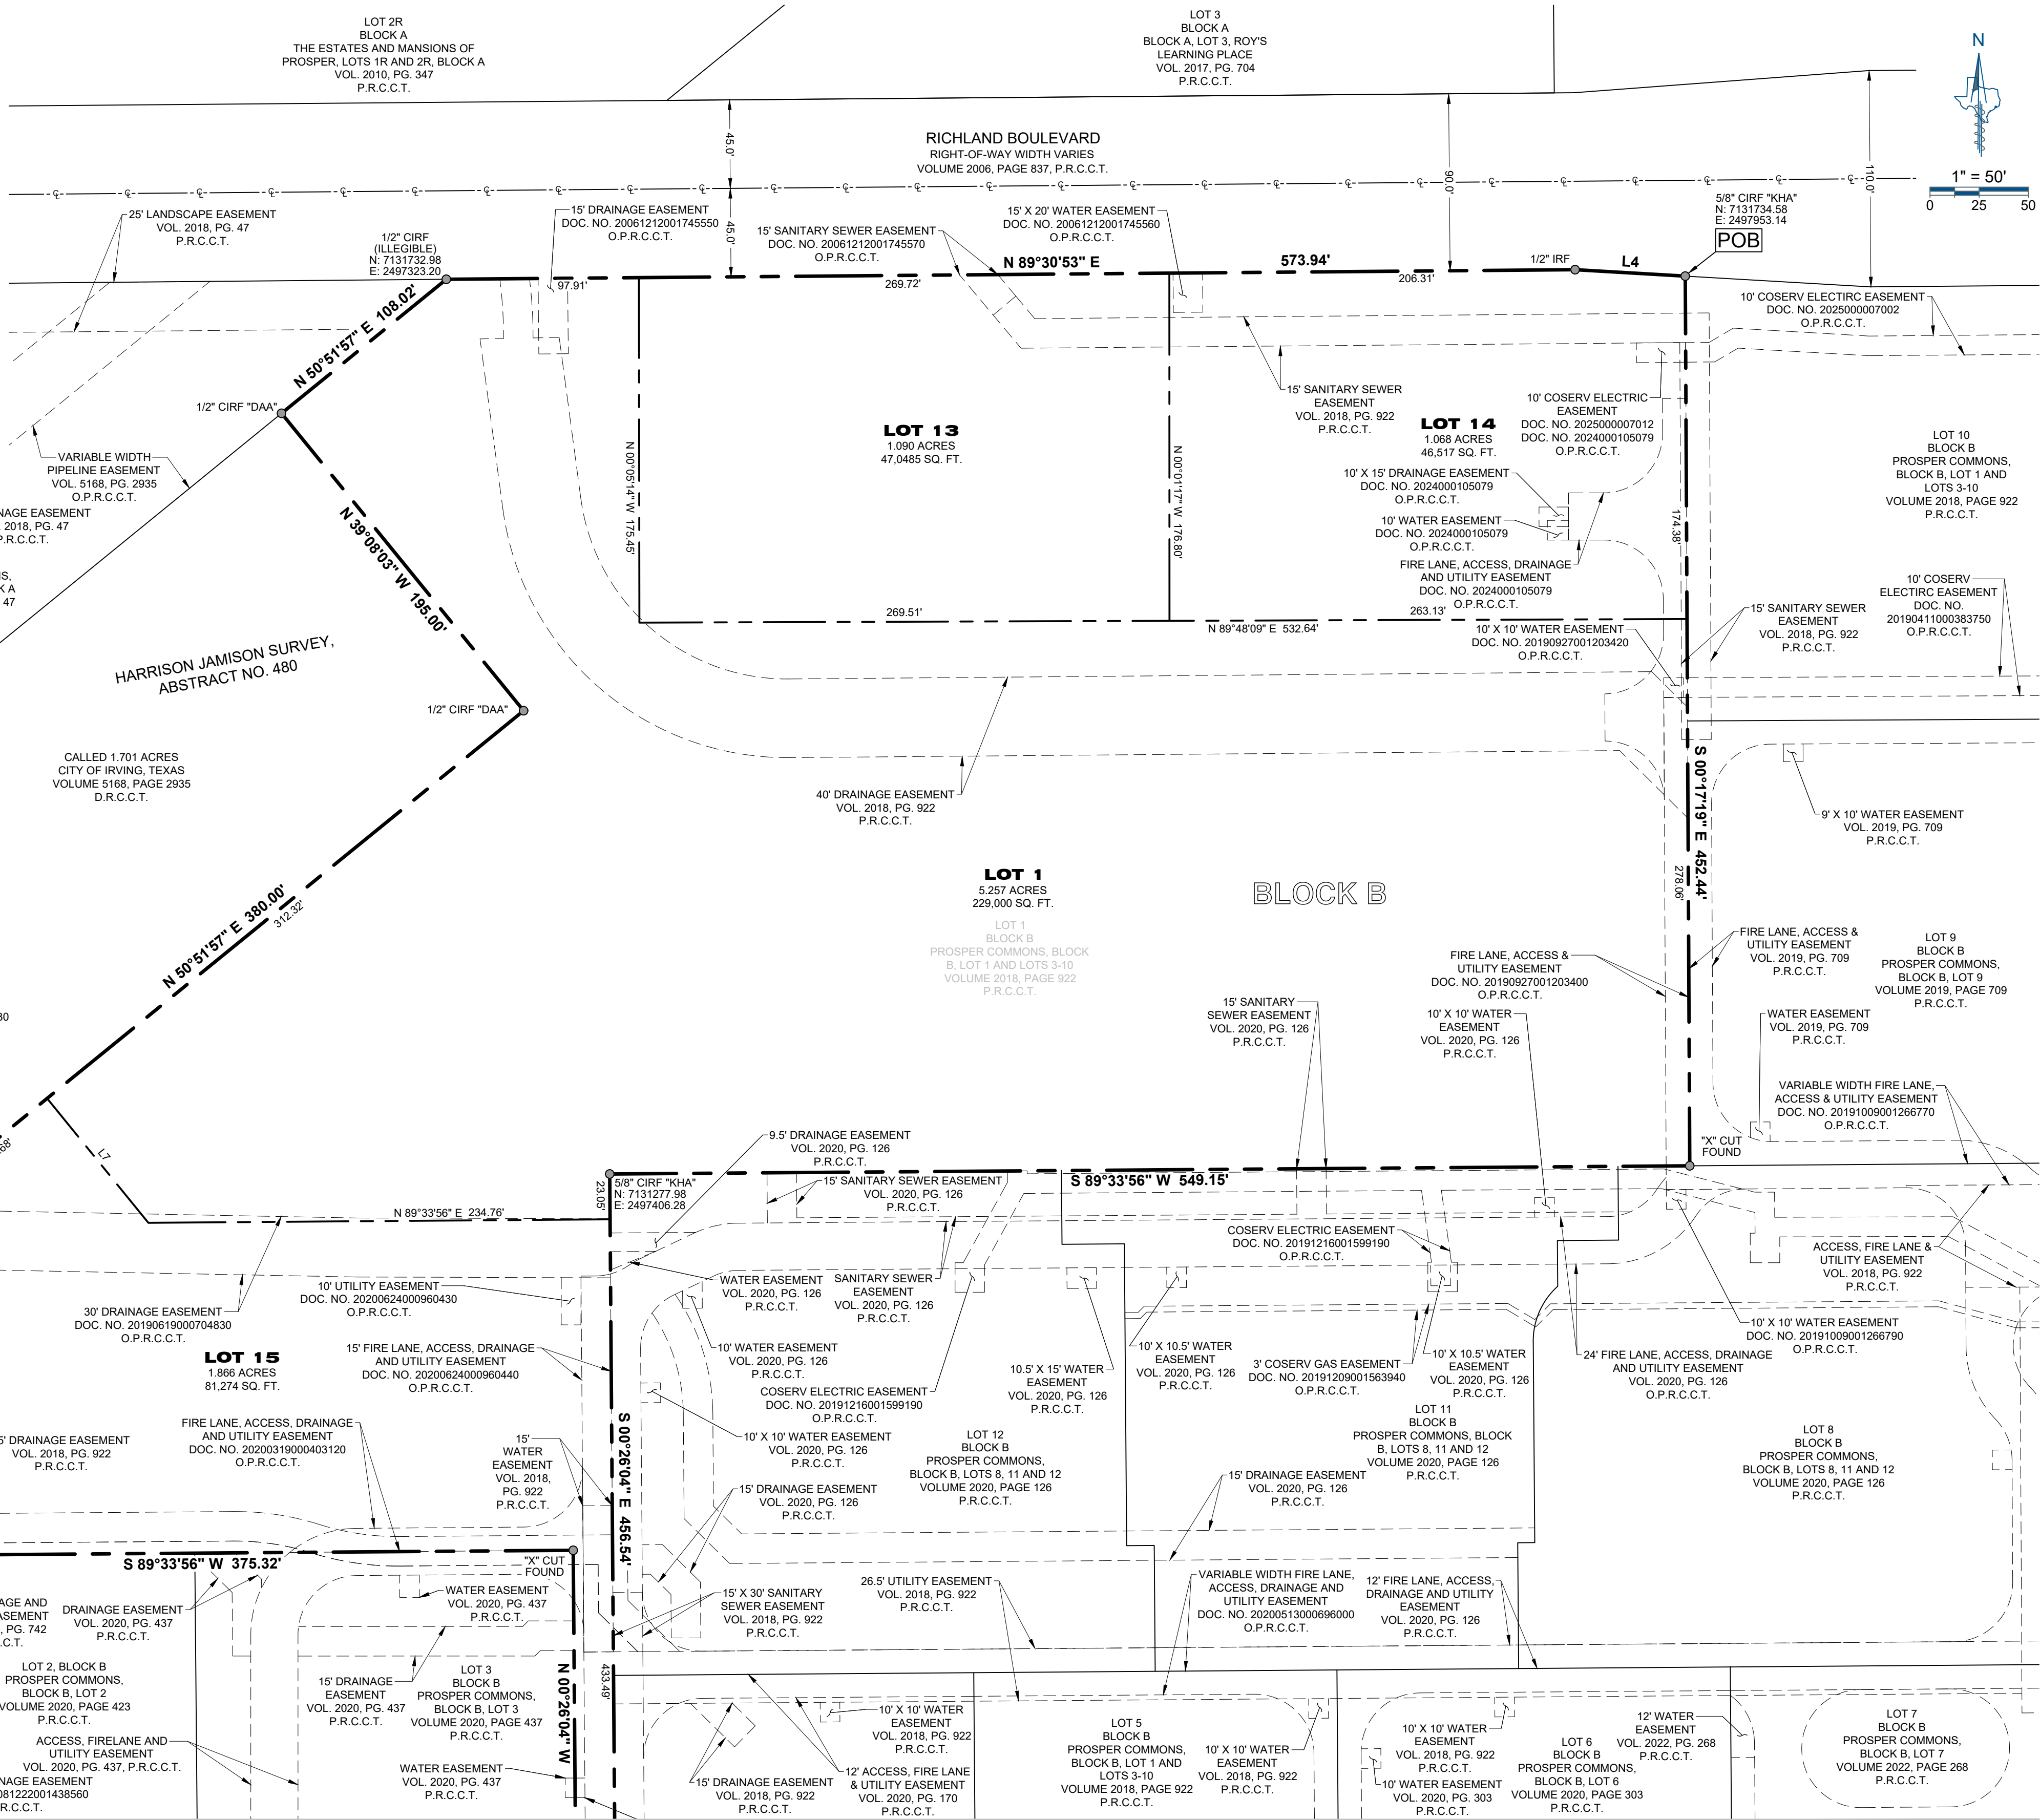 LOT 2R
BLOCK A
THE ESTATES AND MANSIONS OF
PROSPER, LOTS 1R AND 2R, BLOCK A
VOL. 2010, PG. 347
P.R.C.C.T.
LOT 3
BLOCK A
BLOCK A, LOT 3, ROY'S
LEARNING PLACE
VOL. 2017, PG. 704
P.R.C.C.T.
N
1" = 50'
0 25 50
45.0'
45.0'
90.0'
110.0'
RICHLAND BOULEVARD
RIGHT-OF-WAY WIDTH VARIES
VOLUME 2006, PAGE 837, P.R.C.C.T.
25' LANDSCAPE EASEMENT
VOL. 2018, PG. 47
P.R.C.C.T.
1/2" CIRF
(ILLEGIBLE)
N: 7131732.98
E: 2497323.20
15' DRAINAGE EASEMENT
DOC. NO. 20061212001745550
O.P.R.C.C.T.
15' SANITARY SEWER EASEMENT
DOC. NO. 20061212001745570
O.P.R.C.C.T.
15' X 20' WATER EASEMENT
DOC. NO. 20061212001745560
O.P.R.C.C.T.
5/8" CIRF "KHA"
N: 7131734.58
E: 2497953.14
POB
N 89°30'53" E 573.94'
1/2" IRF
L4
97.91'
269.72'
206.31'
N 50°51'57" E 108.02'
10' COSERV ELECTIRC EASEMENT
DOC. NO. 2025000007002
O.P.R.C.C.T.
1/2" CIRF "DAA"
15' SANITARY SEWER
EASEMENT
VOL. 2018, PG. 922
P.R.C.C.T.
10' COSERV ELECTRIC
EASEMENT
DOC. NO. 2025000007012
DOC. NO. 2024000105079
O.P.R.C.C.T.
LOT 13
1.090 ACRES
47,0485 SQ. FT.
LOT 14
1.068 ACRES
46,517 SQ. FT.
LOT 10
BLOCK B
PROSPER COMMONS,
BLOCK B, LOT 1 AND
LOTS 3-10
VOLUME 2018, PAGE 922
P.R.C.C.T.
N 00°05'14" W 175.45'
N 00°01'17" W 176.80'
174.38'
VARIABLE WIDTH
PIPELINE EASEMENT
VOL. 5168, PG. 2935
O.P.R.C.C.T.
NAGE EASEMENT
2018, PG. 47
P.R.C.C.T.
10' X 15' DRAINAGE EASEMENT
DOC. NO. 2024000105079
O.P.R.C.C.T.
10' WATER EASEMENT
DOC. NO. 2024000105079
O.P.R.C.C.T.
FIRE LANE, ACCESS, DRAINAGE
AND UTILITY EASEMENT
DOC. NO. 2024000105079
O.P.R.C.C.T.
N 39°08'03" W 195.00'
47
269.51'
263.13'
N 89°48'09" E 532.64'
10' X 10' WATER EASEMENT
DOC. NO. 20190927001203420
O.P.R.C.C.T.
15' SANITARY SEWER
EASEMENT
VOL. 2018, PG. 922
P.R.C.C.T.
10' COSERV
ELECTIRC EASEMENT
DOC. NO.
20190411000383750
O.P.R.C.C.T.
HARRISON JAMISON SURVEY,
ABSTRACT NO. 480
1/2" CIRF "DAA"
CALLED 1.701 ACRES
CITY OF IRVING, TEXAS
VOLUME 5168, PAGE 2935
D.R.C.C.T.
40' DRAINAGE EASEMENT
VOL. 2018, PG. 922
P.R.C.C.T.
S 00°17'19" E 452.44'
278.06'
9' X 10' WATER EASEMENT
VOL. 2019, PG. 709
P.R.C.C.T.
LOT 1
5.257 ACRES
229,000 SQ. FT.
BLOCK B
LOT 1
BLOCK B
PROSPER COMMONS, BLOCK
B, LOT 1 AND LOTS 3-10
VOLUME 2018, PAGE 922
P.R.C.C.T.
N 50°51'57" E 380.00'
312.32'
FIRE LANE, ACCESS &
UTILITY EASEMENT
DOC. NO. 20190927001203400
O.P.R.C.C.T.
FIRE LANE, ACCESS &
UTILITY EASEMENT
VOL. 2019, PG. 709
P.R.C.C.T.
LOT 9
BLOCK B
PROSPER COMMONS,
BLOCK B, LOT 9
VOLUME 2019, PAGE 709
P.R.C.C.T.
15' SANITARY
SEWER EASEMENT
VOL. 2020, PG. 126
P.R.C.C.T.
10' X 10' WATER
EASEMENT
VOL. 2020, PG. 126
P.R.C.C.T.
WATER EASEMENT
VOL. 2019, PG. 709
P.R.C.C.T.
VARIABLE WIDTH FIRE LANE,
ACCESS & UTILITY EASEMENT
DOC. NO. 20191009001266770
O.P.R.C.C.T.
"X" CUT
FOUND
L7
9.5' DRAINAGE EASEMENT
VOL. 2020, PG. 126
P.R.C.C.T.
5/8" CIRF "KHA"
N: 7131277.98
E: 2497406.28
23.05'
15' SANITARY SEWER EASEMENT
VOL. 2020, PG. 126
P.R.C.C.T.
S 89°33'56" W 549.15'
N 89°33'56" E 234.76'
COSERV ELECTRIC EASEMENT
DOC. NO. 20191216001599190
O.P.R.C.C.T.
ACCESS, FIRE LANE &
UTILITY EASEMENT
VOL. 2018, PG. 922
P.R.C.C.T.
30' DRAINAGE EASEMENT
DOC. NO. 20190619000704830
O.P.R.C.C.T.
10' UTILITY EASEMENT
DOC. NO. 20200624000960430
O.P.R.C.C.T.
WATER EASEMENT
VOL. 2020, PG. 126
P.R.C.C.T.
SANITARY SEWER
EASEMENT
VOL. 2020, PG. 126
P.R.C.C.T.
10' X 10' WATER EASEMENT
DOC. NO. 20191009001266790
O.P.R.C.C.T.
LOT 15
1.866 ACRES
81,274 SQ. FT.
15' FIRE LANE, ACCESS, DRAINAGE
AND UTILITY EASEMENT
DOC. NO. 20200624000960440
O.P.R.C.C.T.
10' WATER EASEMENT
VOL. 2020, PG. 126
P.R.C.C.T.
COSERV ELECTRIC EASEMENT
DOC. NO. 20191216001599190
O.P.R.C.C.T.
10.5' X 15' WATER
EASEMENT
VOL. 2020, PG. 126
P.R.C.C.T.
10' X 10.5' WATER
EASEMENT
VOL. 2020, PG. 126
P.R.C.C.T.
3' COSERV GAS EASEMENT
DOC. NO. 20191209001563940
O.P.R.C.C.T.
10' X 10.5' WATER
EASEMENT
VOL. 2020, PG. 126
P.R.C.C.T.
24' FIRE LANE, ACCESS, DRAINAGE
AND UTILITY EASEMENT
VOL. 2020, PG. 126
O.P.R.C.C.T.
DRAINAGE EASEMENT
VOL. 2018, PG. 922
P.R.C.C.T.
FIRE LANE, ACCESS, DRAINAGE
AND UTILITY EASEMENT
DOC. NO. 20200319000403120
O.P.R.C.C.T.
15'
WATER
EASEMENT
VOL. 2018,
PG. 922
P.R.C.C.T.
S 00°26'04" E 456.54'
10' X 10' WATER EASEMENT
VOL. 2020, PG. 126
P.R.C.C.T.
15' DRAINAGE EASEMENT
VOL. 2020, PG. 126
P.R.C.C.T.
LOT 12
BLOCK B
PROSPER COMMONS,
BLOCK B, LOTS 8, 11 AND 12
VOLUME 2020, PAGE 126
P.R.C.C.T.
LOT 11
BLOCK B
PROSPER COMMONS, BLOCK
B, LOTS 8, 11 AND 12
VOLUME 2020, PAGE 126
P.R.C.C.T.
15' DRAINAGE EASEMENT
VOL. 2020, PG. 126
P.R.C.C.T.
LOT 8
BLOCK B
PROSPER COMMONS,
BLOCK B, LOTS 8, 11 AND 12
VOLUME 2020, PAGE 126
P.R.C.C.T.
S 89°33'56" W 375.32'
"X" CUT
FOUND
DRAINAGE EASEMENT
VOL. 2020, PG. 437
P.R.C.C.T.
WATER EASEMENT
VOL. 2020, PG. 437
P.R.C.C.T.
15' X 30' SANITARY
SEWER EASEMENT
VOL. 2018, PG. 922
P.R.C.C.T.
26.5' UTILITY EASEMENT
VOL. 2018, PG. 922
P.R.C.C.T.
VARIABLE WIDTH FIRE LANE,
ACCESS, DRAINAGE AND
UTILITY EASEMENT
DOC. NO. 20200513000696000
O.P.R.C.C.T.
12' FIRE LANE, ACCESS,
DRAINAGE AND UTILITY
EASEMENT
VOL. 2020, PG. 126
P.R.C.C.T.
AGE AND
PG. 742
LOT 2, BLOCK B
PROSPER COMMONS,
BLOCK B, LOT 2
VOLUME 2020, PAGE 423
P.R.C.C.T.
15' DRAINAGE
EASEMENT
VOL. 2020, PG. 437
P.R.C.C.T.
LOT 3
BLOCK B
PROSPER COMMONS,
BLOCK B, LOT 3
VOLUME 2020, PAGE 437
P.R.C.C.T.
N 00°26'04" W
433.49'
ACCESS, FIRELANE AND
UTILITY EASEMENT
VOL. 2020, PG. 437, P.R.C.C.T.
NAGE EASEMENT
081222001438560
WATER EASEMENT
VOL. 2020, PG. 437
P.R.C.C.T.
15' DRAINAGE EASEMENT
VOL. 2018, PG. 922
P.R.C.C.T.
10' X 10' WATER
EASEMENT
VOL. 2018, PG. 922
P.R.C.C.T.
12' ACCESS, FIRE LANE
& UTILITY EASEMENT
VOL. 2020, PG. 170
P.R.C.C.T.
LOT 5
BLOCK B
PROSPER COMMONS,
BLOCK B, LOT 1 AND
LOTS 3-10
VOLUME 2018, PAGE 922
P.R.C.C.T.
10' X 10' WATER
EASEMENT
VOL. 2018, PG. 922
P.R.C.C.T.
10' X 10' WATER
EASEMENT
VOL. 2018, PG. 922
P.R.C.C.T.
10' WATER EASEMENT
VOL. 2020, PG. 303
P.R.C.C.T.
LOT 6
BLOCK B
PROSPER COMMONS,
BLOCK B, LOT 6
VOLUME 2020, PAGE 303
P.R.C.C.T.
12' WATER
EASEMENT
VOL. 2022, PG. 268
P.R.C.C.T.
LOT 7
BLOCK B
PROSPER COMMONS,
BLOCK B, LOT 7
VOLUME 2022, PAGE 268
P.R.C.C.T.